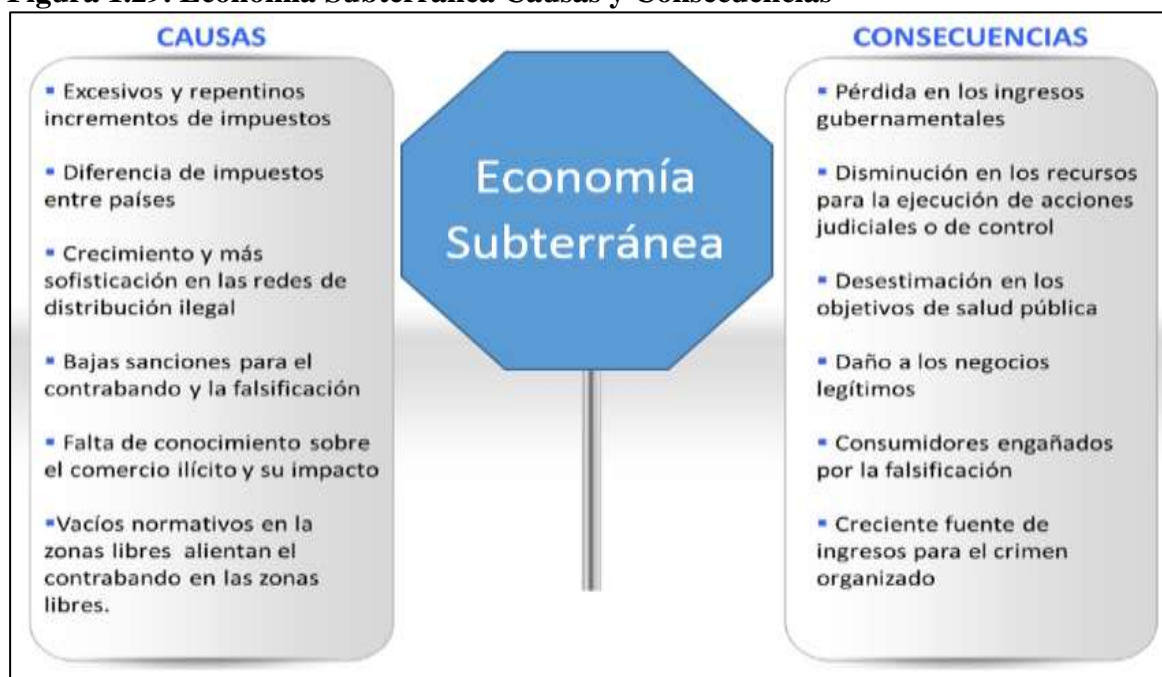 Figura 1.29. Economía Subterránea Causas y Consecuencias
CAUSAS
▪ Excesivos y repentinos
incrementos de impuestos
▪ Diferencia de impuestos
entre países
▪ Crecimiento y más
sofisticación en las redes de
distribución ilegal
▪ Bajas sanciones para el
contrabando y la falsificación
▪ Falta de conocimiento sobre
el comercio ilícito y su impacto
▪Vacíos normativos en la
zonas libres alientan el
contrabando en las zonas
libres.
Economía
Subterránea
CONSECUENCIAS
▪ Pérdida en los ingresos
gubernamentales
▪ Disminución en los recursos
para la ejecución de acciones
judiciales o de control
▪ Desestimación en los
objetivos de salud pública
▪ Daño a los negocios
legítimos
▪ Consumidores engañados
por la falsificación
▪ Creciente fuente de
ingresos para el crimen
organizado